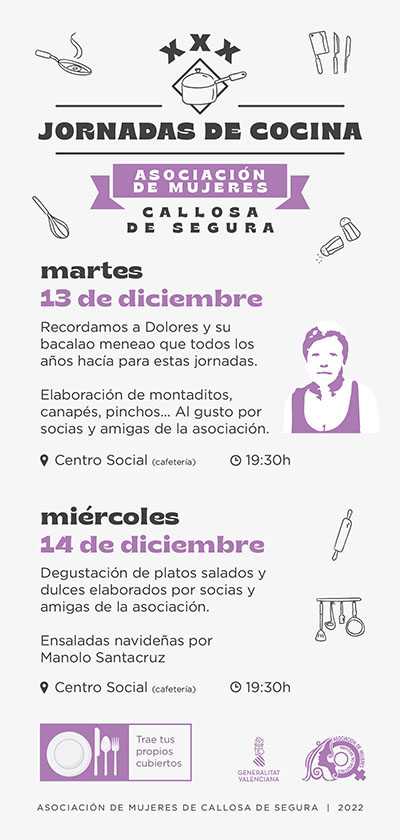 XXX
JORNADAS DE COCINA
ASOCIACIÓN
DE MUJERES
CALLOSA
DE SEGURA
martes
13 de diciembre
Recordamos a Dolores y su
bacalao meneao que todos los
años hacía para estas jornadas.
Elaboración de montaditos,
canapés, pinchos... Al gusto por
socias y amigas de la asociación.
Centro Social (cafetería) 19:30h
miércoles
14 de diciembre
Degustación de platos salados y
dulces elaborados por socias y
amigas de la asociación.
Ensaladas navideñas por
Manolo Santacruz
Centro Social (cafetería) 19:30h
Trae tus
propios
cubiertos
GENERALITAT
VALENCIANA
ASOCIACIÓN DE MUJERES DE CALLOSA DE SEGURA | 2022